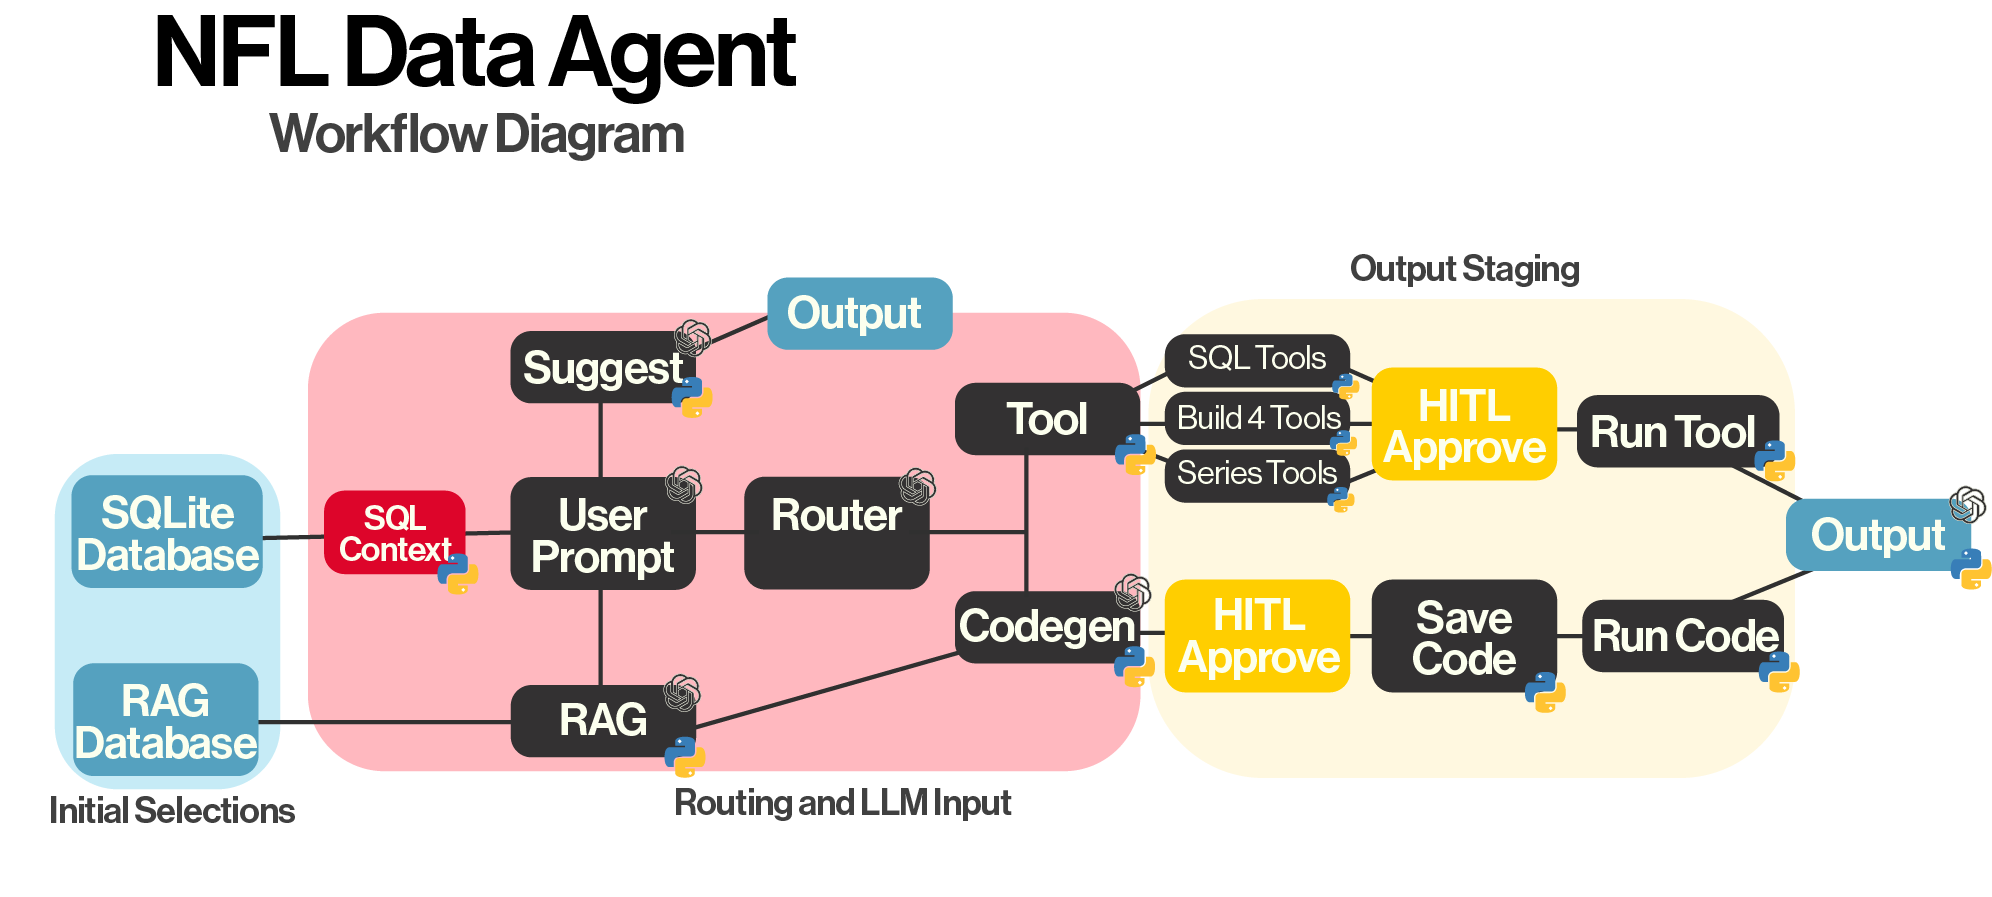 NFL Data Agent
Workflow Diagram
Initial Selections
SQLite
Database
RAG
Database
Routing and LLM Input
SQL
Context
Suggest
Output
User
Prompt
RAG
Router
Tool
Codegen
Output Staging
SQL Tools
Build 4 Tools
Series Tools
HITL
Approve
Run Tool
HITL
Approve
Save
Code
Run Code
Output